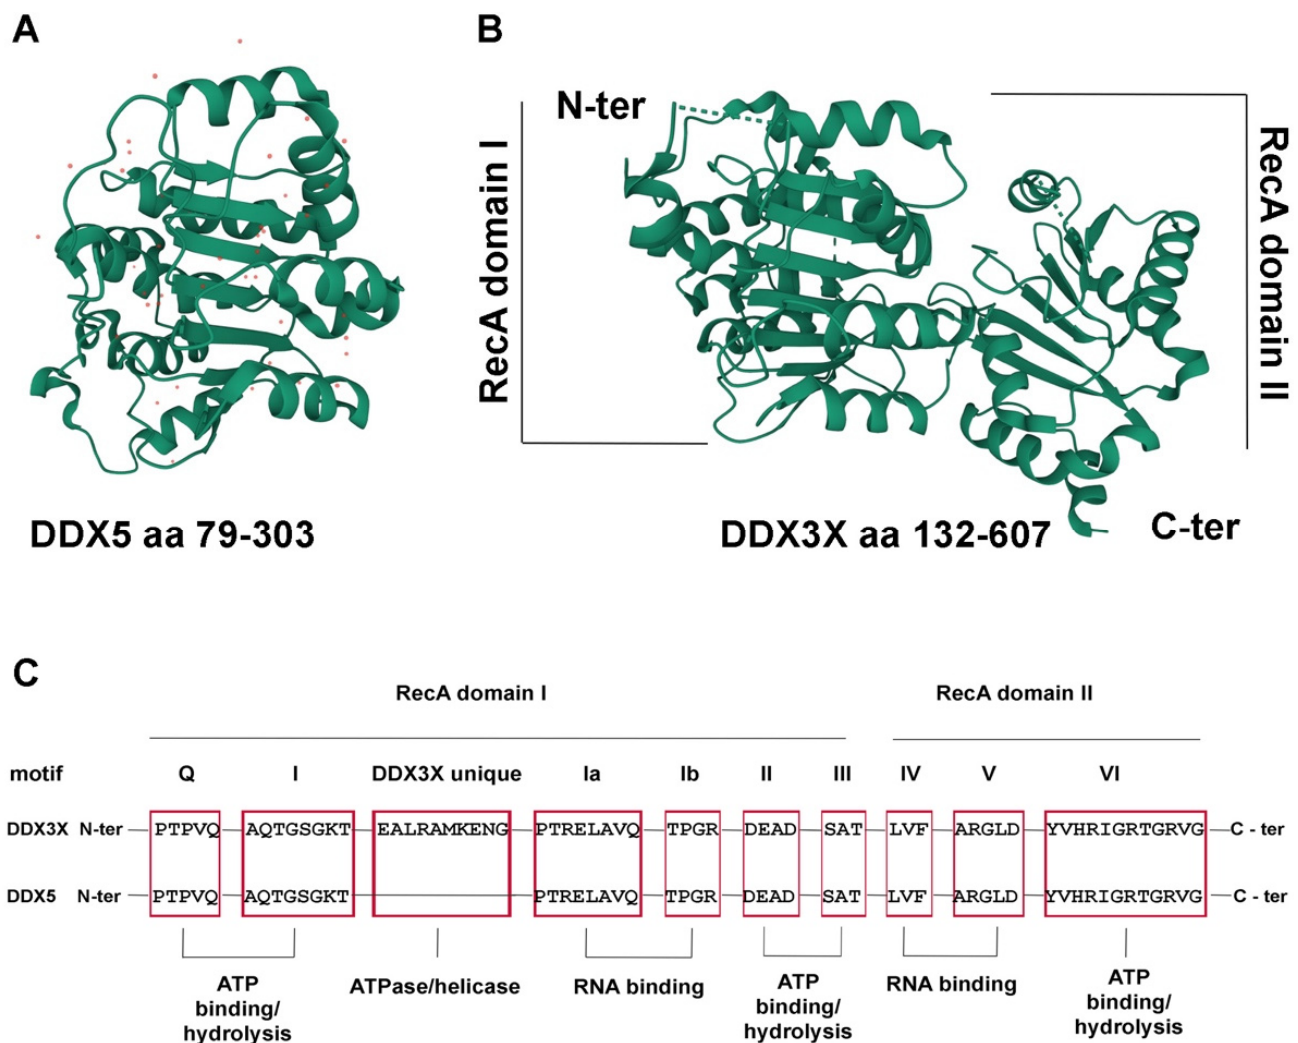 A
B
N-ter
RecA domain I
RecA domain II
DDX5 aa 79-303
DDX3X aa 132-607
C-ter
C
RecA domain I
RecA domain II
motif Q I DDX3X unique Ia Ib II III IV V VI
DDX3X N-ter PTPVQ AQTGSGKT EALRAMKENG PTRELAVQ TPGR DEAD SAT LVF ARGLD YVHRIGRTGRVG C - ter
DDX5 N-ter PTPVQ AQTGSGKT PTRELAVQ TPGR DEAD SAT LVF ARGLD YVHRIGRTGRVG C - ter
ATP
binding/
hydrolysis
ATPase/helicase
RNA binding
ATP
binding/
hydrolysis
RNA binding
ATP
binding/
hydrolysis